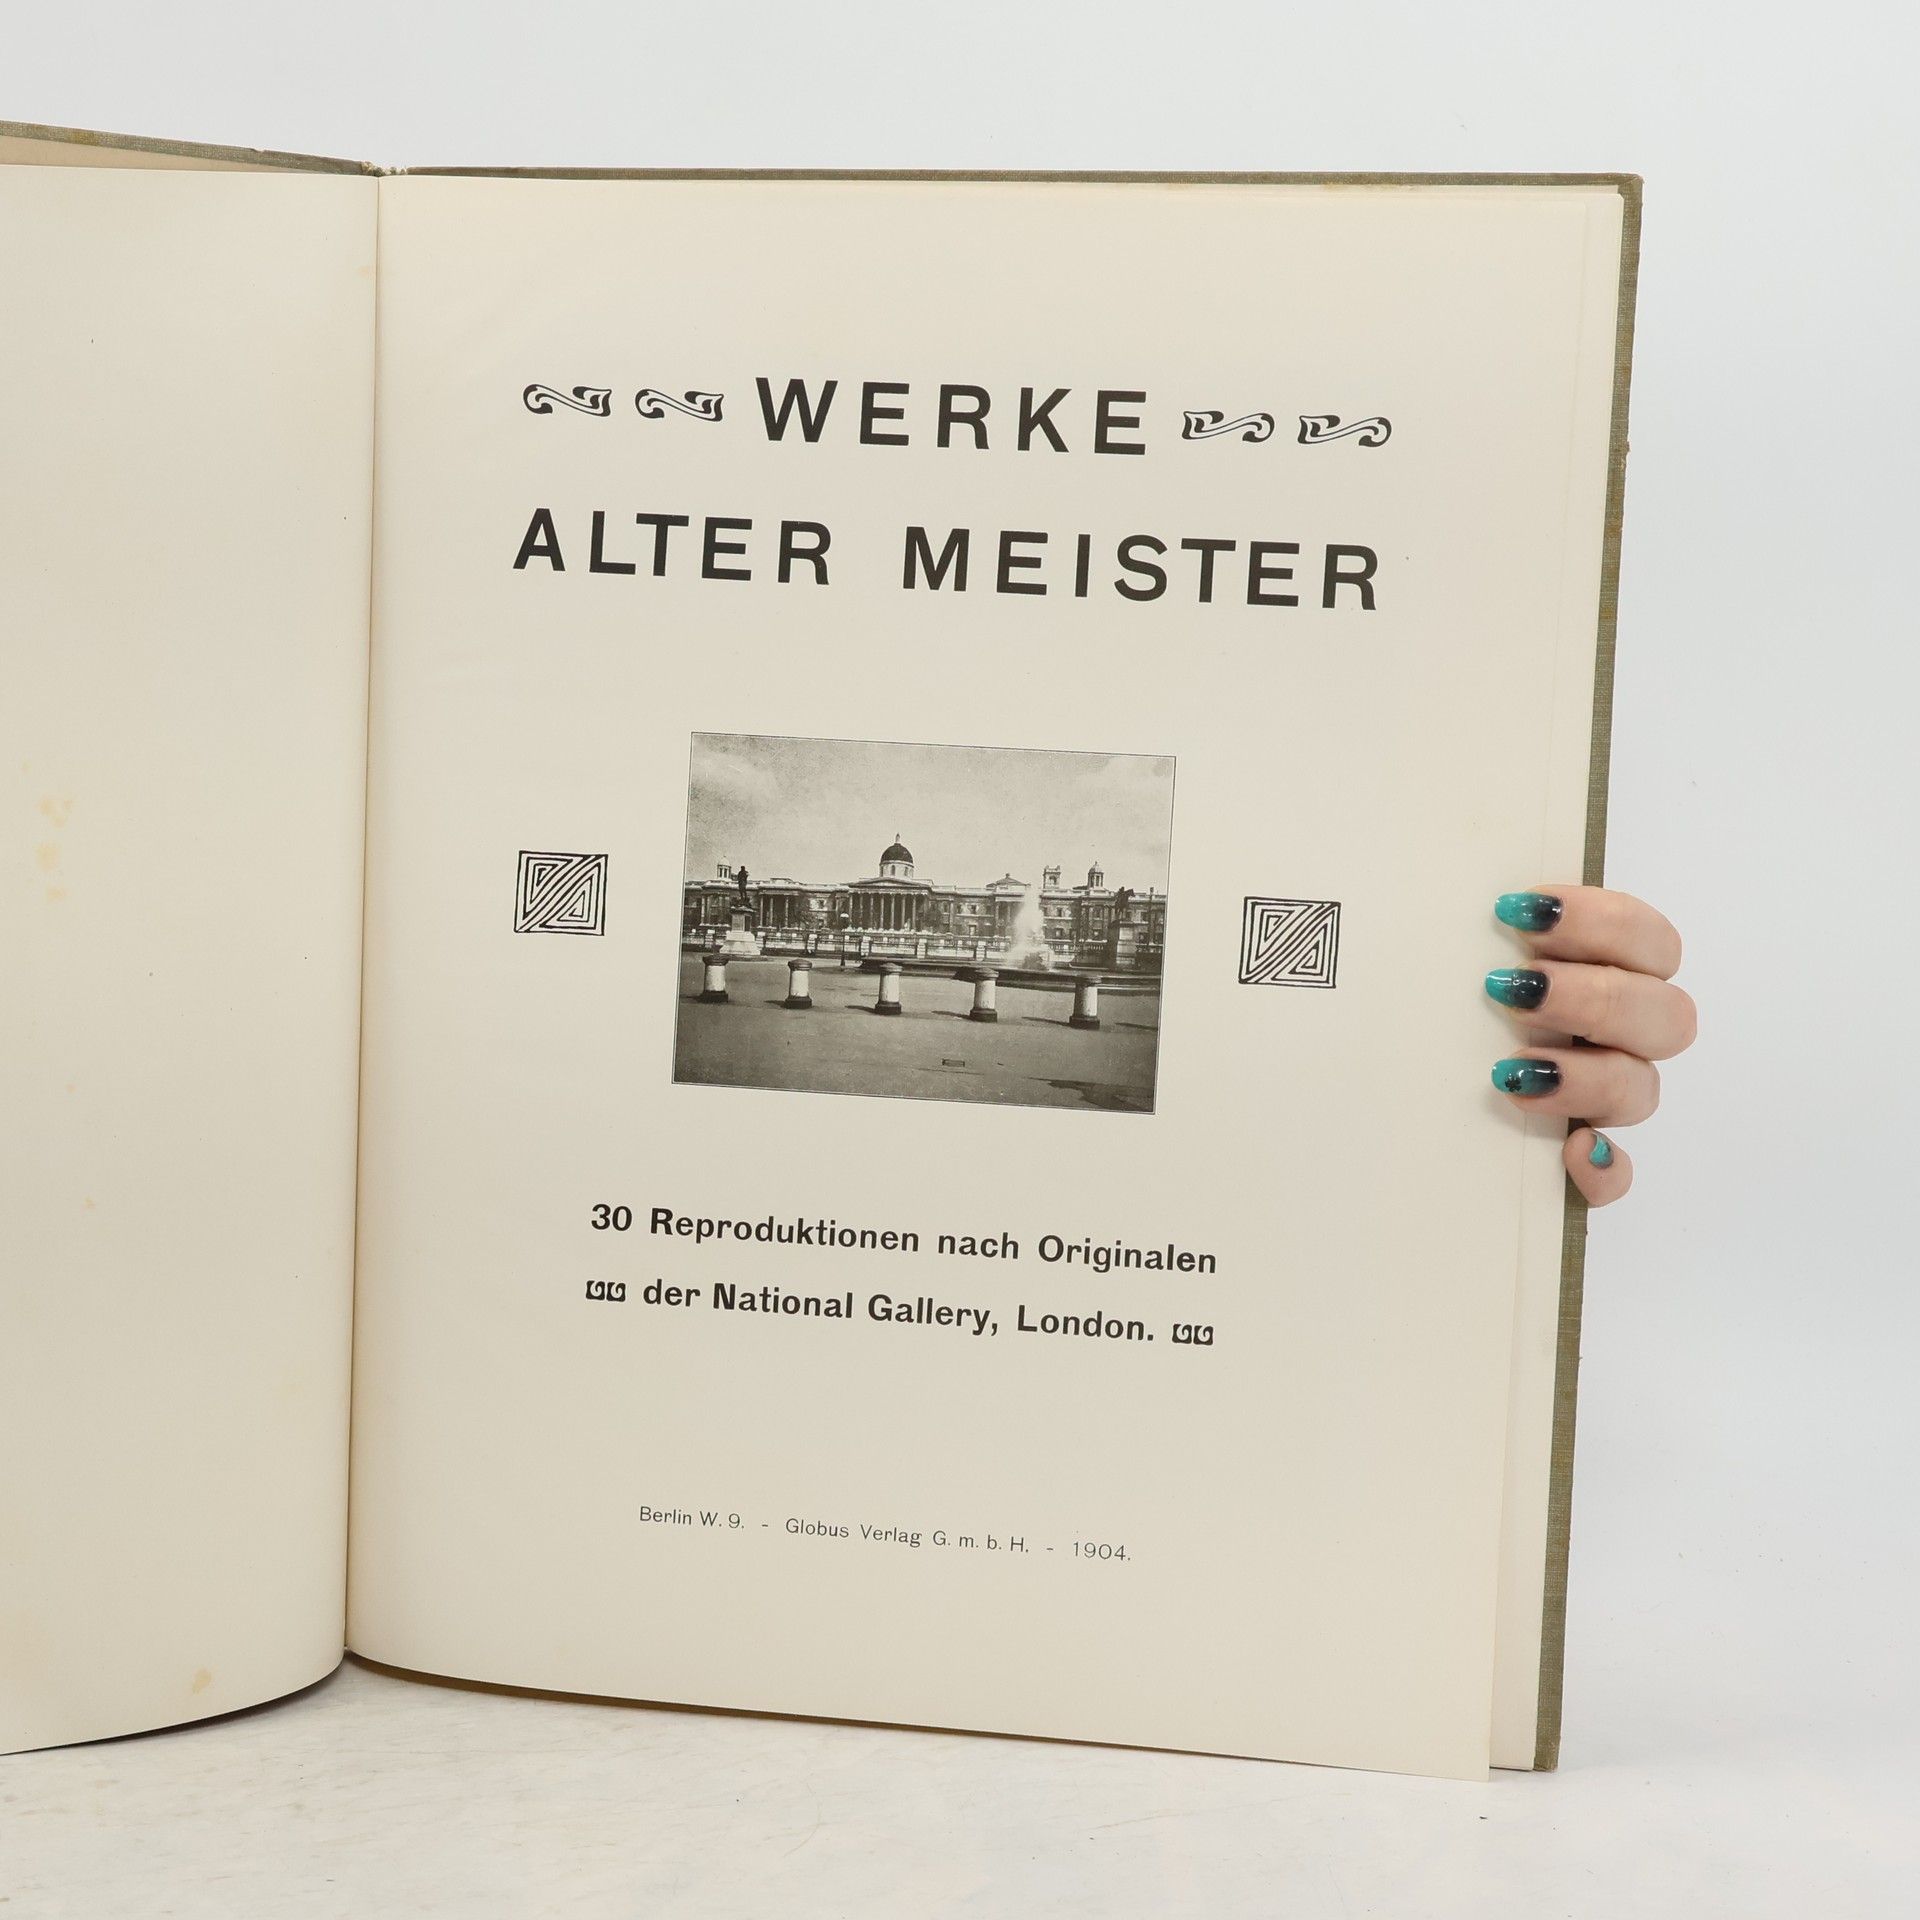 WERKE
ALTER MEISTER
30 Reproduktionen nach Originalen
der National Gallery, London.
Berlin W. 9. - Globus Verlag G. m. b. H. - 1904.